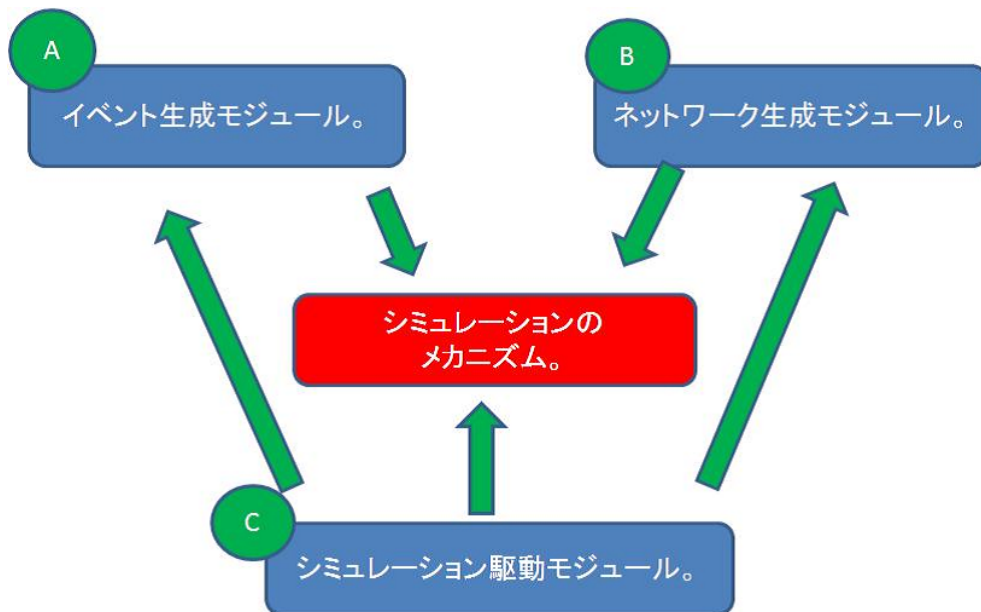 A
イベント生成モジュール。
B
ネットワーク生成モジュール。
シミュレーションの
メカニズム。
C
シミュレーション駆動モジュール。